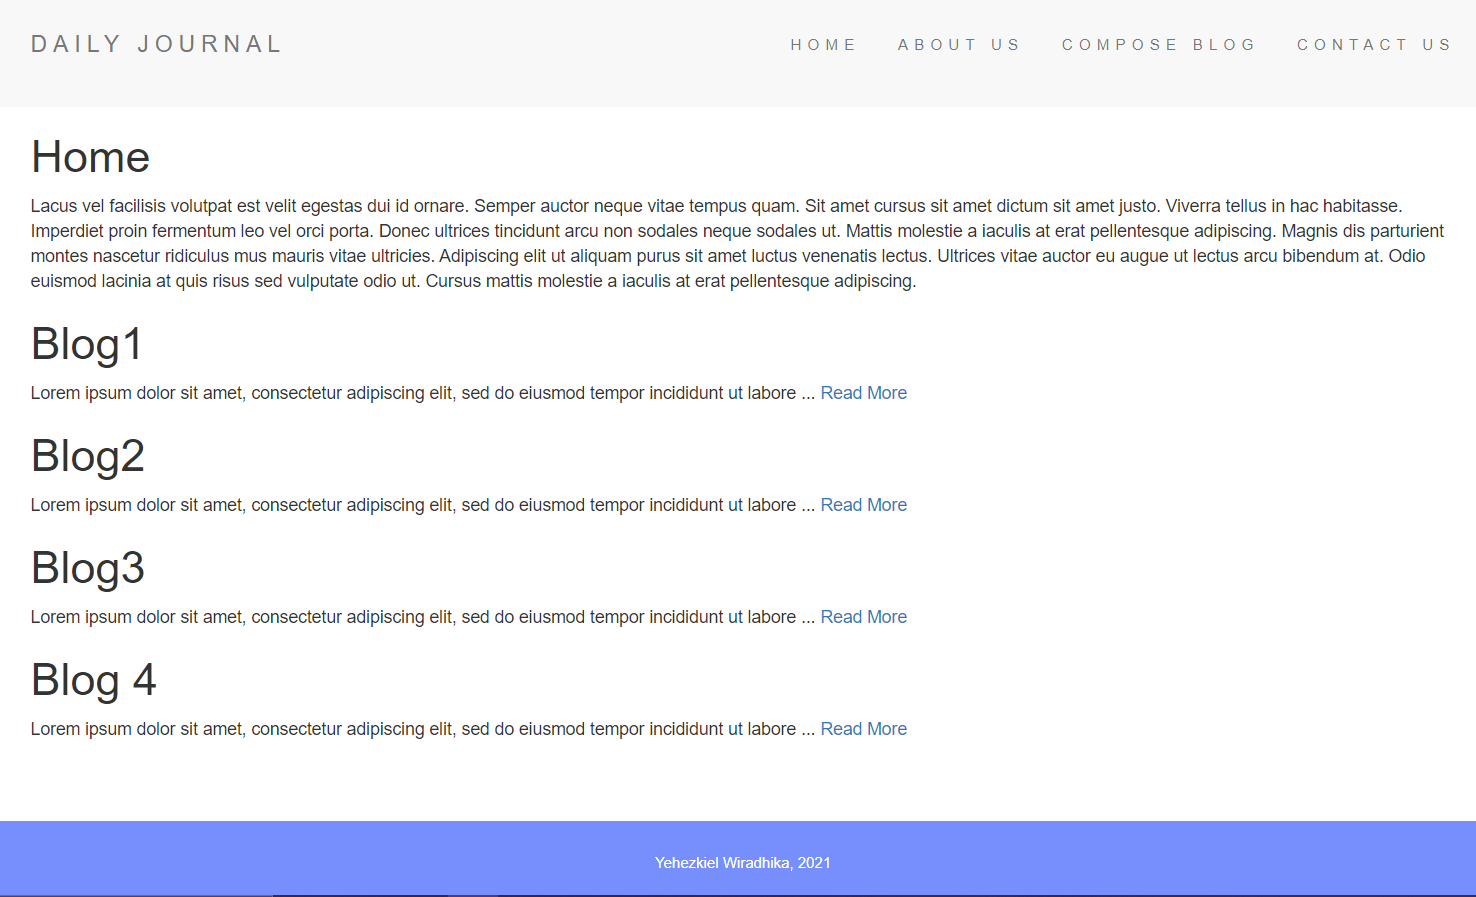 DAILY JOURNAL
HOME ABOUT US COMPOSE BLOG CONTACT US
Home
Lacus vel facilisis volutpat est velit egestas dui id ornare. Semper auctor neque vitae tempus quam. Sit amet cursus sit amet dictum sit amet justo. Viverra tellus in hac habitasse.
Imperdiet proin fermentum leo vel orci porta. Donec ultrices tincidunt arcu non sodales neque sodales ut. Mattis molestie a iaculis at erat pellentesque adipiscing. Magnis dis parturient
montes nascetur ridiculus mus mauris vitae ultricies. Adipiscing elit ut aliquam purus sit amet luctus venenatis lectus. Ultrices vitae auctor eu augue ut lectus arcu bibendum at. Odio
euismod lacinia at quis risus sed vulputate odio ut. Cursus mattis molestie a iaculis at erat pellentesque adipiscing.
Blog1
Lorem ipsum dolor sit amet, consectetur adipiscing elit, sed do eiusmod tempor incididunt ut labore ... Read More
Blog2
Lorem ipsum dolor sit amet, consectetur adipiscing elit, sed do eiusmod tempor incididunt ut labore ... Read More
Blog3
Lorem ipsum dolor sit amet, consectetur adipiscing elit, sed do eiusmod tempor incididunt ut labore ... Read More
Blog 4
Lorem ipsum dolor sit amet, consectetur adipiscing elit, sed do eiusmod tempor incididunt ut labore ... Read More
Yehezkiel Wiradhika, 2021